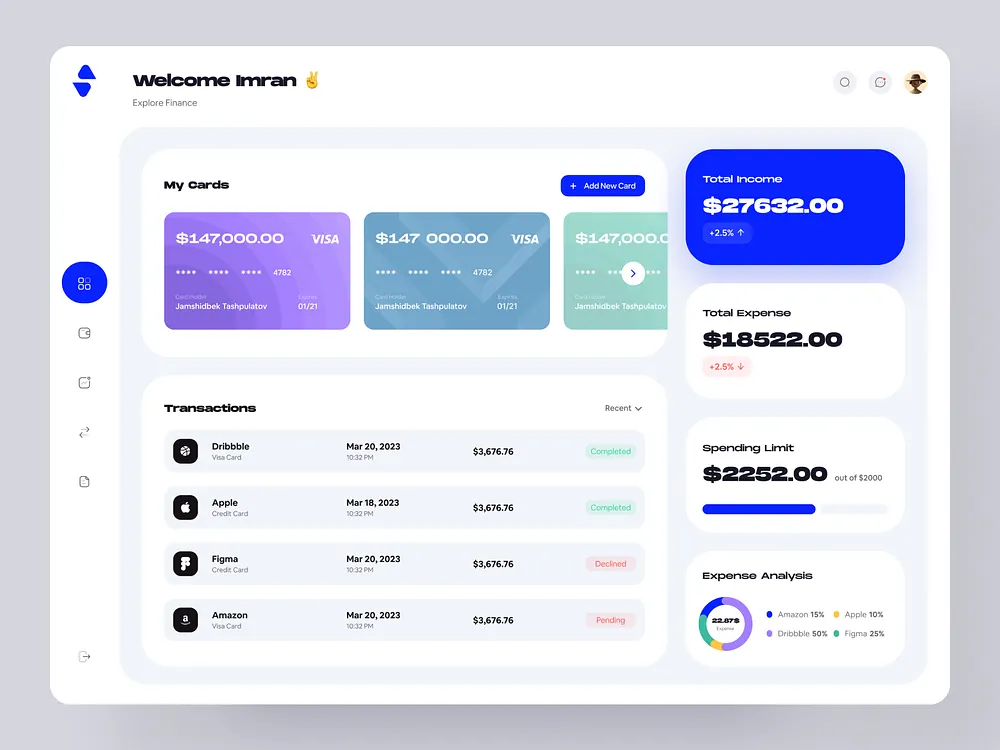 Welcome Imran ✌️
Explore Finance
My Cards
+ Add New Card
$147,000.00 VISA
**** **** **** 4782
Card Holder Expires
Jamshidbek Tashpulatov 01/21
$147 000.00 VISA
**** **** **** 4782
Card Holder Expires
Jamshidbek Tashpulatov 01/21
$147,000.0
**** **** ****
Card Holder
Jamshidbek Tashpulatov
Transactions
Recent
Dribbble Mar 20, 2023 $3,676.76 Completed
Visa Card 10:32 PM
Apple Mar 18, 2023 $3,676.76 Completed
Credit Card 10:32 PM
Figma Mar 20, 2023 $3,676.76 Declined
Credit Card 10:32 PM
a Amazon Mar 20, 2023 $3,676.76 Pending
Visa Card 10:32 PM
Total Income
$27632.00
+2.5% ↑
Total Expense
$18522.00
+2.5% ↓
Spending Limit
$2252.00 out of $2000
Expense Analysis
22.87$
Expense
Amazon 15% Apple 10%
Dribbble 50% Figma 25%